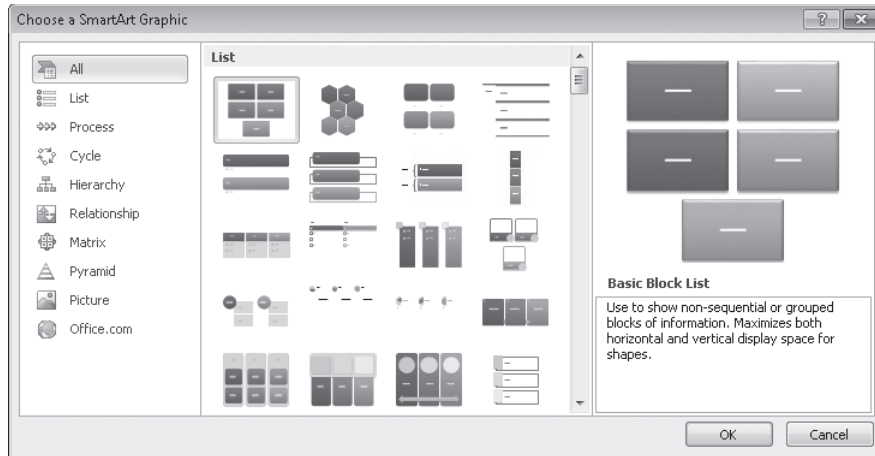 Choose a SmartArt Graphic
All
List
Process
Cycle
Hierarchy
Relationship
Matrix
Pyramid
Picture
Office.com
List
Basic Block List
Use to show non-sequential or grouped
blocks of information. Maximizes both
horizontal and vertical display space for
shapes.
OK
Cancel